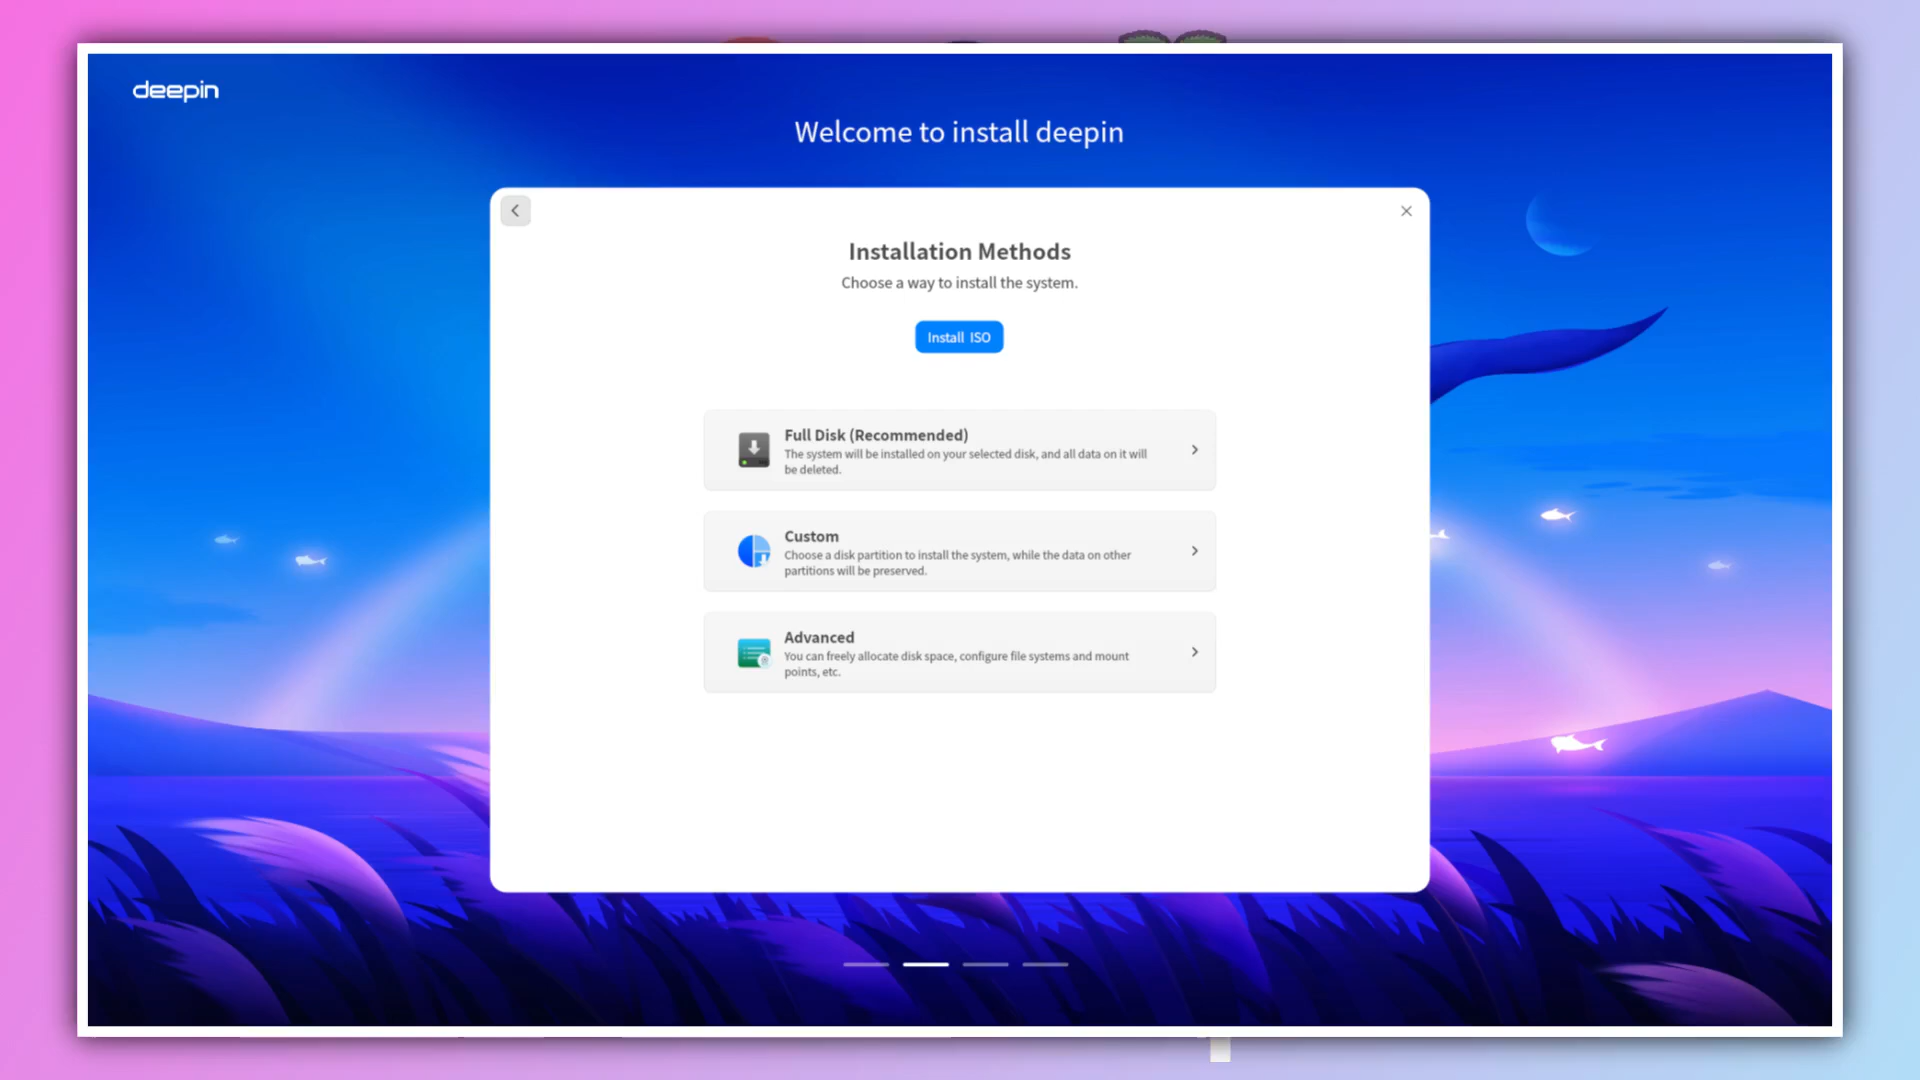 deepin
Welcome to install deepin
Installation Methods
Choose a way to install the system.
Install ISO
Full Disk (Recommended)
The system will be installed on your selected disk, and all data on it will
be deleted.
Custom
Choose a disk partition to install the system, while the data on other
partitions will be preserved.
Advanced
You can freely allocate disk space, configure file systems and mount
points, etc.